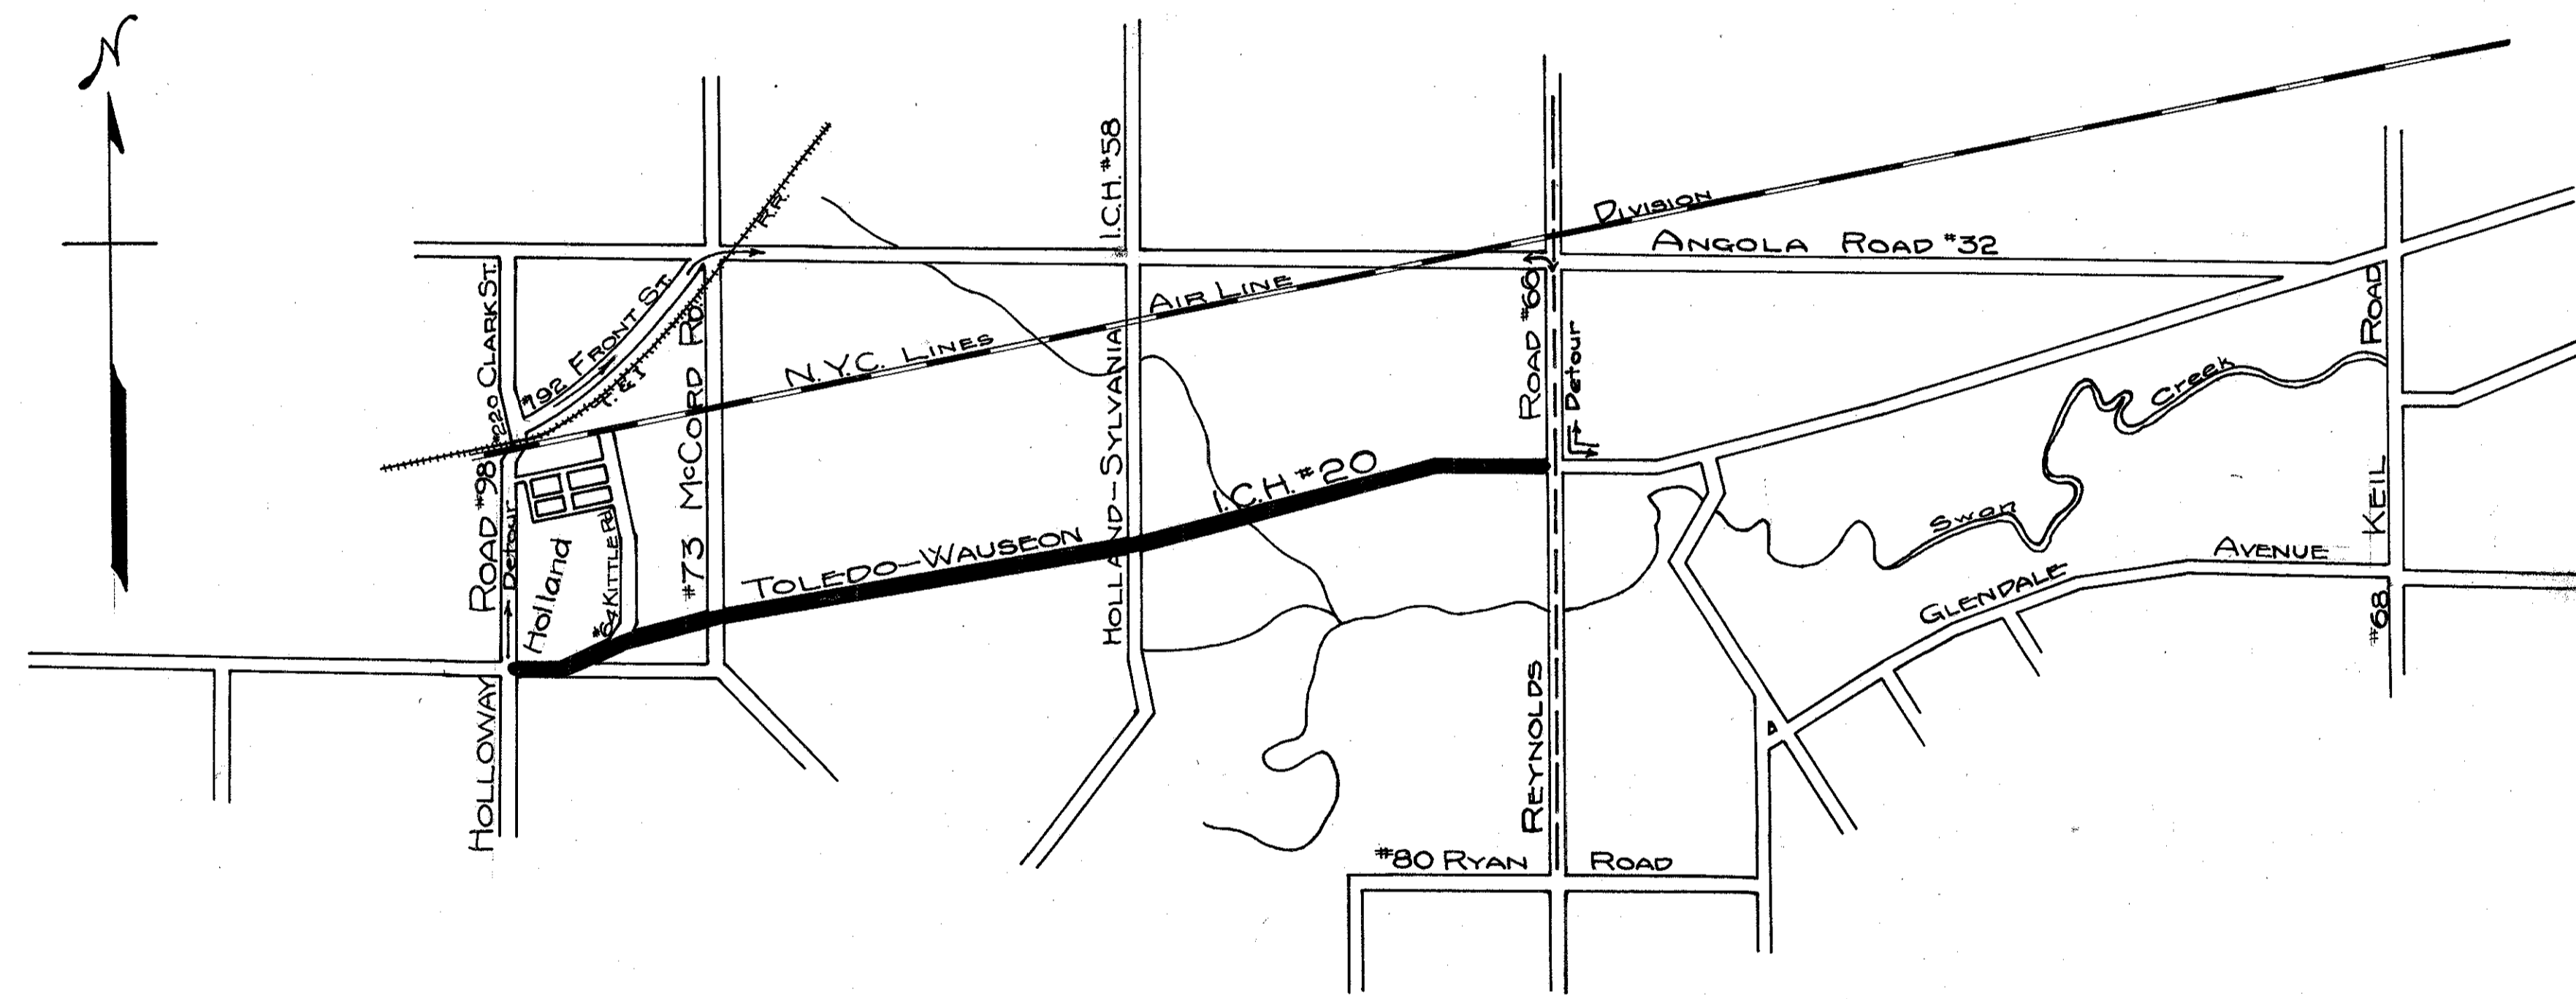 N
I.C.H. #58
R.R.
DIVISION
ANGOLA ROAD #32
#220 CLARK ST.
#192 FRONT ST.
T. & I.
#73 McCORD RD.
N.Y.C. LINES
AIR LINE
ROAD #66
Detour
ROAD
Creek
I.C.H. #20
HOLLAND-SYLVANIA
ROAD #98
Detour
Holland
#64 KITTLE Rd
TOLEDO-WAUSEON
Swan
KEIL
GLENDALE
AVENUE
#68
HOLLOWAY
REYNOLDS
#80 RYAN ROAD